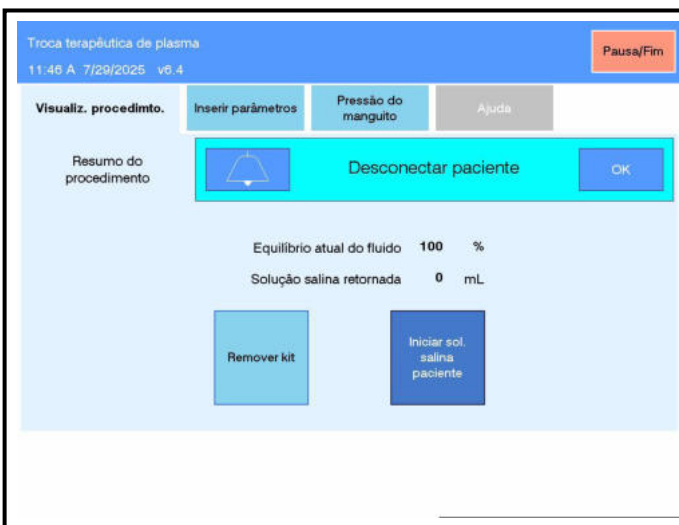 Troca terapêutica de plasma
Pausa/Fim
11:46 A 7/29/2025 v6.4
Visualiz. procedimto.
Inserir parâmetros
Pressão do
manguito
Ajuda
Resumo do
procedimento
Desconectar paciente
OK
Equilíbrio atual do fluido 100 %
Solução salina retornada 0 mL
Remover kit
Iniciar sol.
salina
paciente